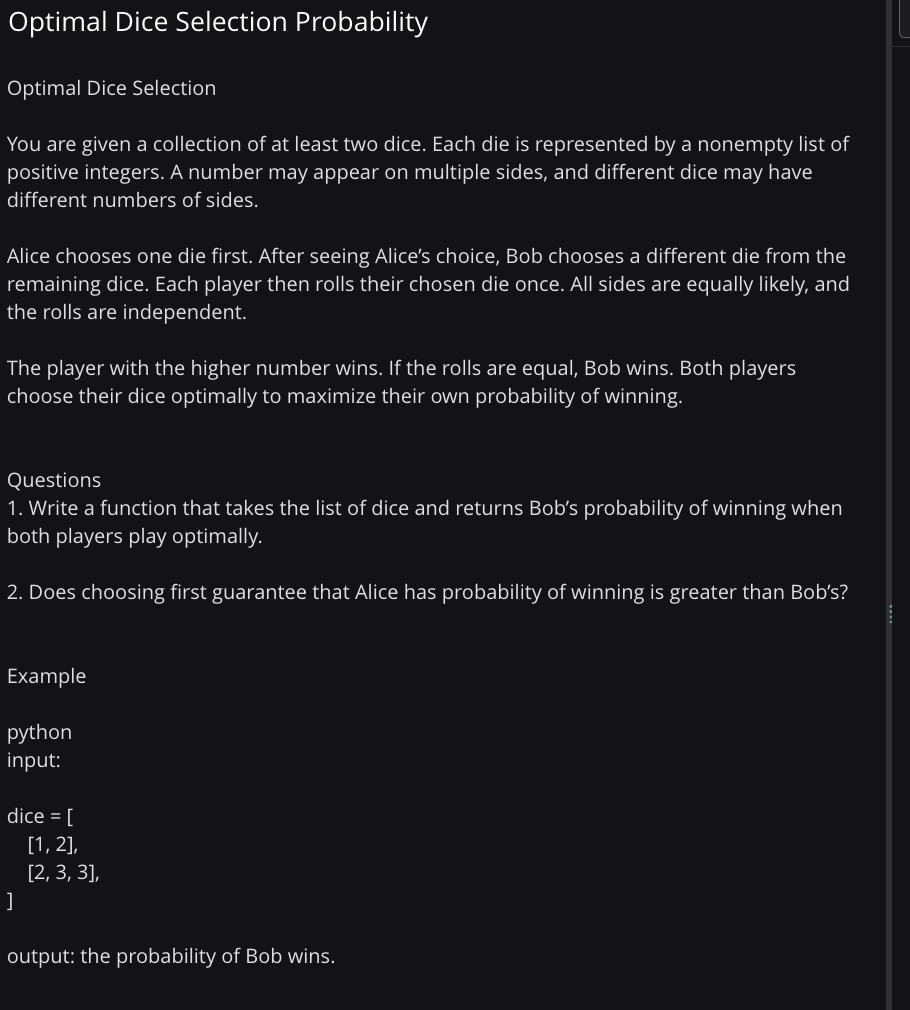 Optimal Dice Selection Probability
Optimal Dice Selection
You are given a collection of at least two dice. Each die is represented by a nonempty list of
positive integers. A number may appear on multiple sides, and different dice may have
different numbers of sides.
Alice chooses one die first. After seeing Alice’s choice, Bob chooses a different die from the
remaining dice. Each player then rolls their chosen die once. All sides are equally likely, and
the rolls are independent.
The player with the higher number wins. If the rolls are equal, Bob wins. Both players
choose their dice optimally to maximize their own probability of winning.
Questions
1. Write a function that takes the list of dice and returns Bob’s probability of winning when
both players play optimally.
2. Does choosing first guarantee that Alice has probability of winning is greater than Bob’s?
Example
python
input:
dice = [
[1, 2],
[2, 3, 3],
]
output: the probability of Bob wins.